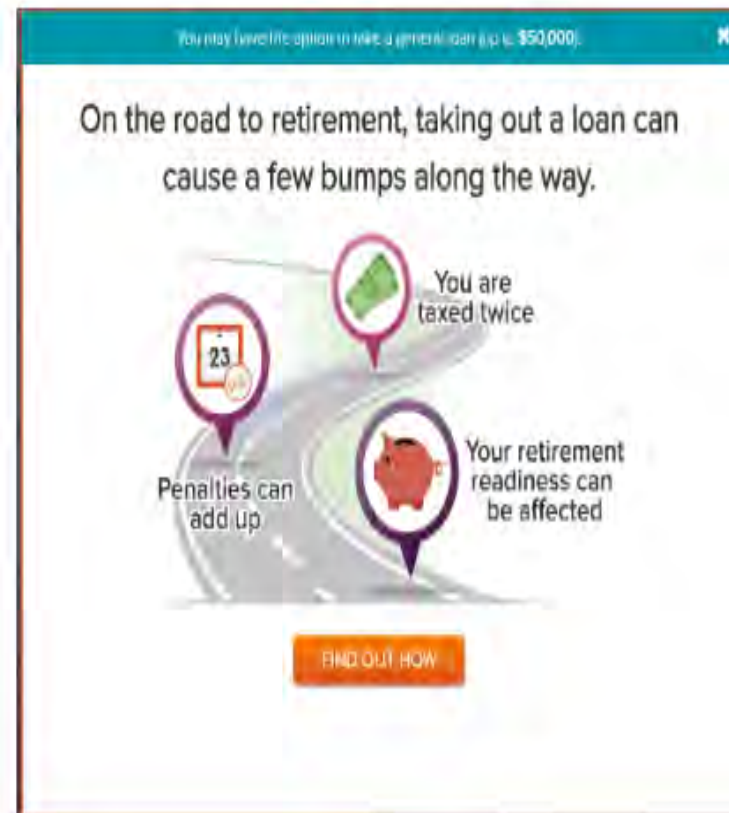 You may have the option to take a general loan (up to $50,000).
On the road to retirement, taking out a loan can
cause a few bumps along the way.
You are
taxed twice
23
Penalties can
add up
Your retirement
readiness can
be affected
FIND OUT HOW